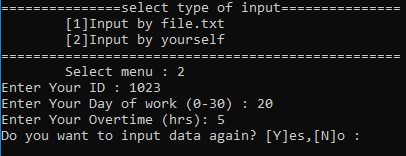 ===============select type of input===============
[1]Input by file.txt
[2]Input by yourself
==================================================
Select menu : 2
Enter Your ID : 1023
Enter Your Day of work (0-30) : 20
Enter Your Overtime (hrs): 5
Do you want to input data again? [Y]es,[N]o :